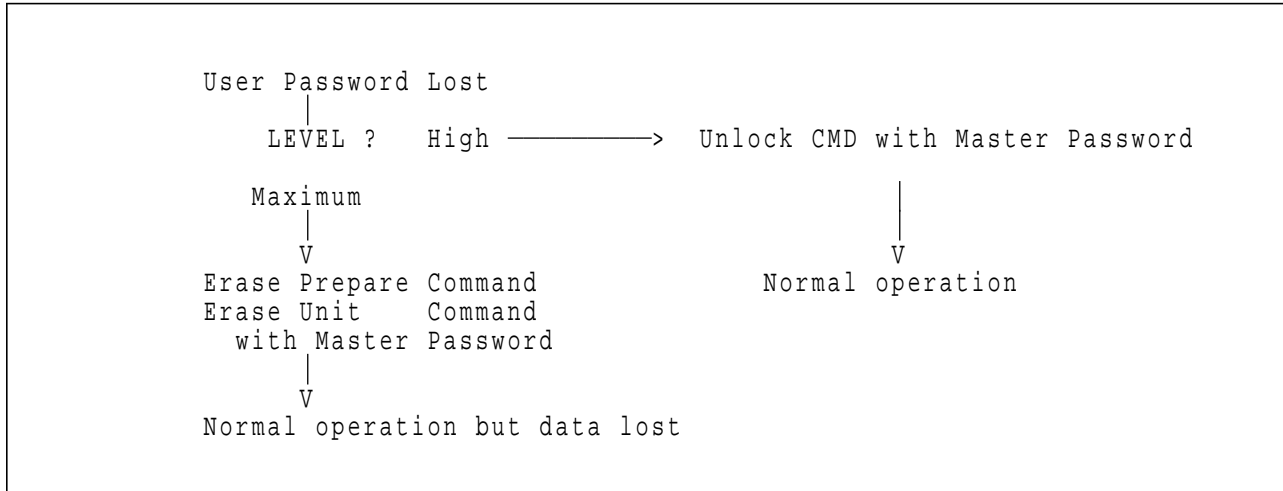 User Password Lost
LEVEL ? High ————————> Unlock CMD with Master Password
Maximum
V
V
Erase Prepare Command Normal operation
Erase Unit Command
with Master Password
V
Normal operation but data lost